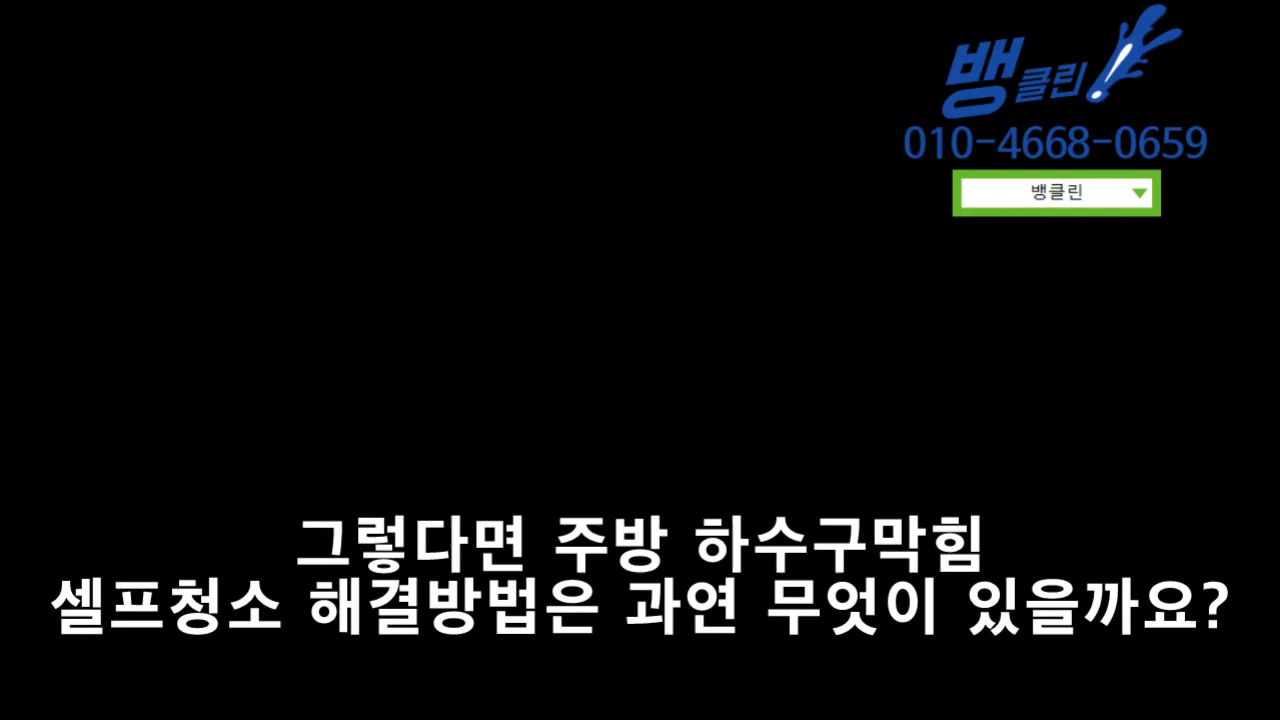 뱅클린
010-4668-0659
뱅클린
그렇다면 주방 하수구막힘
셀프청소 해결방법은 과연 무엇이 있을까요?